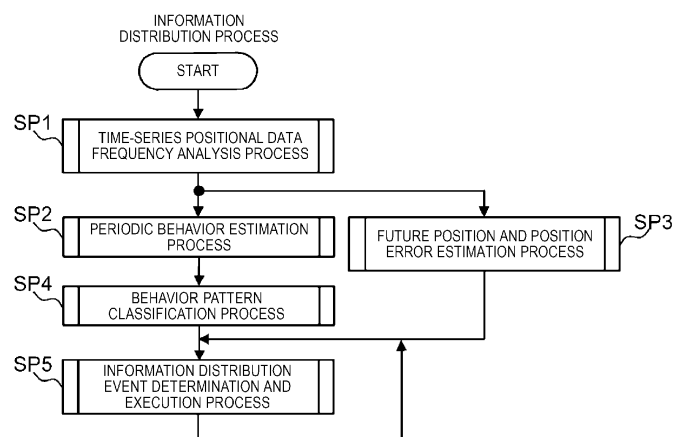 INFORMATION
DISTRIBUTION PROCESS
START
SP1
TIME-SERIES POSITIONAL DATA
FREQUENCY ANALYSIS PROCESS
SP2
PERIODIC BEHAVIOR ESTIMATION
PROCESS
FUTURE POSITION AND POSITION
ERROR ESTIMATION PROCESS
SP3
SP4
BEHAVIOR PATTERN
CLASSIFICATION PROCESS
SP5
INFORMATION DISTRIBUTION
EVENT DETERMINATION AND
EXECUTION PROCESS